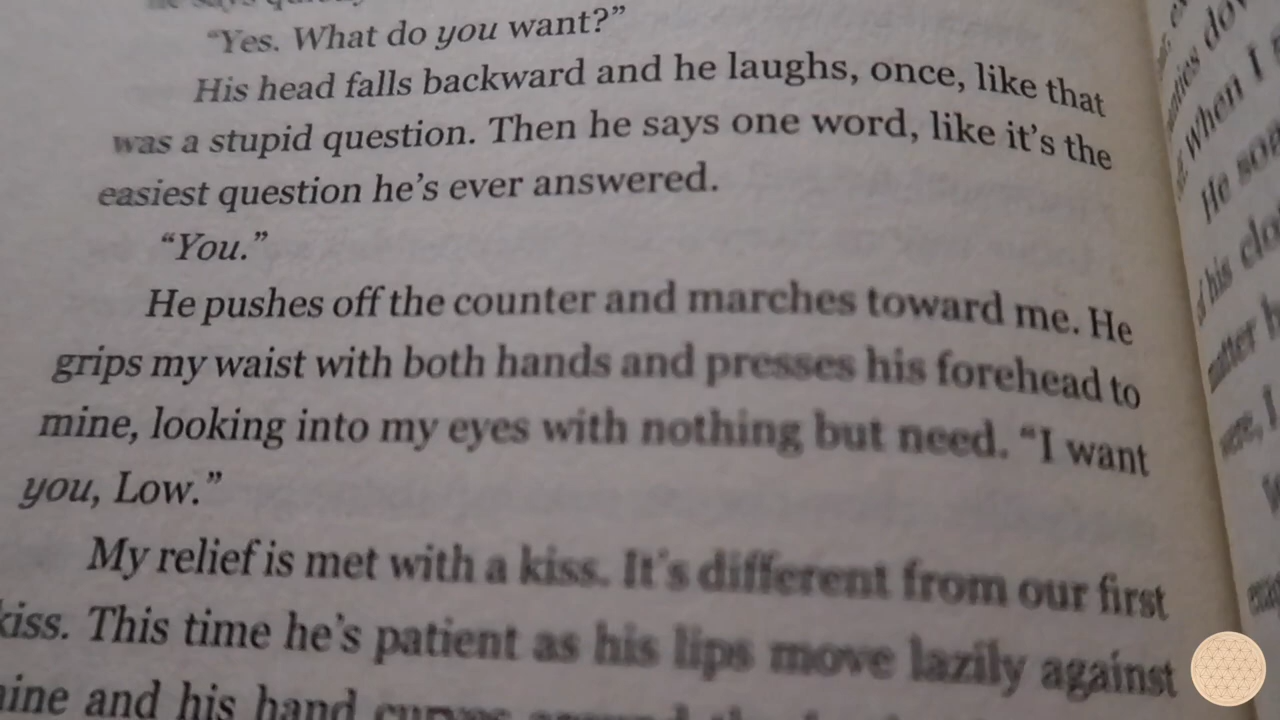 "Yes. What do you want?"
His head falls backward and he laughs, once, like that
was a stupid question. Then he says one word, like it's the
easiest question he's ever answered.
"You."
He pushes off the counter and marches toward me. He
grips my waist with both hands and presses his forehead to
mine, looking into my eyes with nothing but need. "I want
you, Low."
My relief is met with a kiss. It's different from our first
kiss. This time he's patient as his lips move lazily against
and his hand
when I
He
his